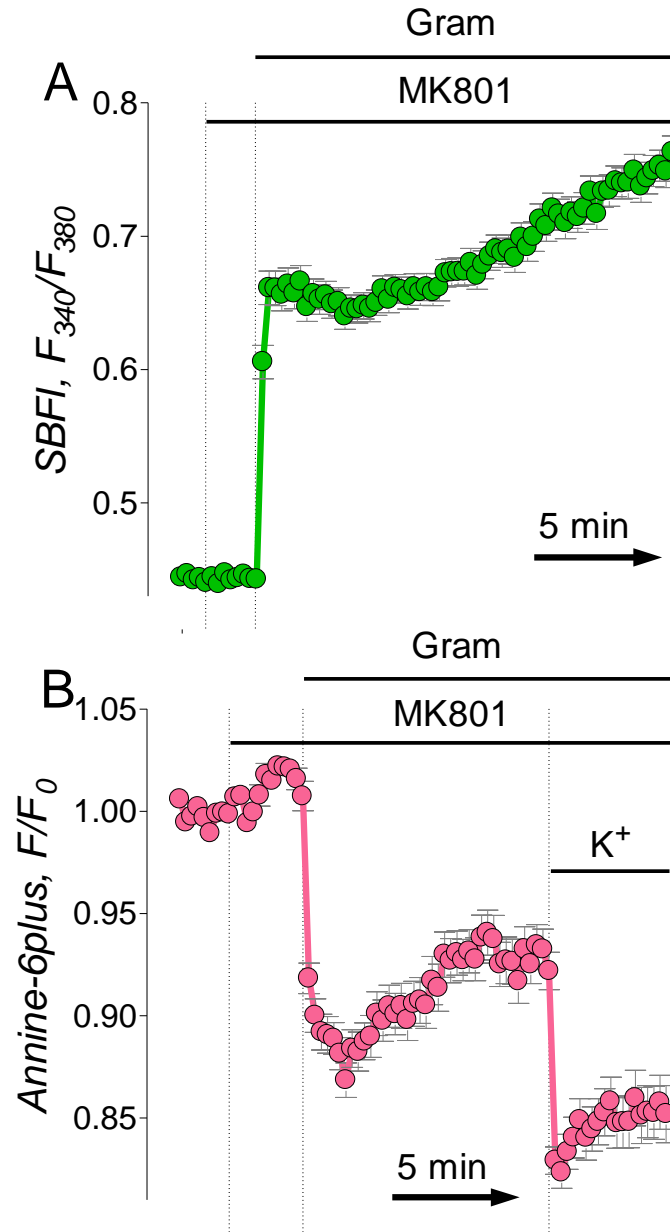 Gram
A
MK801
0.8
0.7
0.6
0.5
SBFI, F340/F380
5 min
Gram
B
MK801
1.05
1.00
0.95
0.90
0.85
K+
Annine-6plus, F/F0
5 min